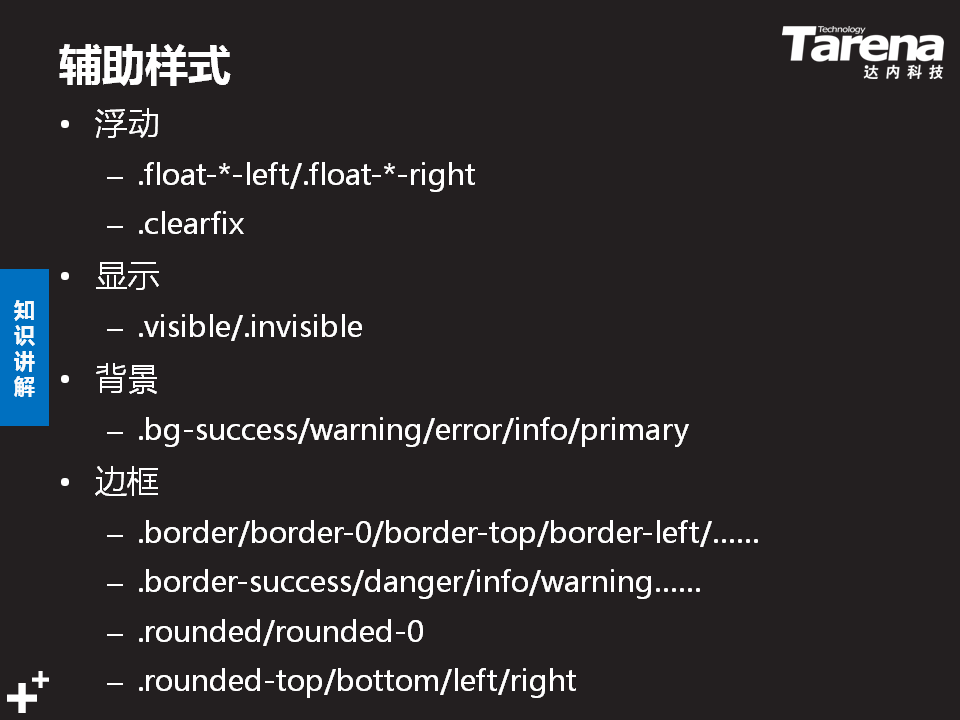 辅助样式
Technology
Tarena
达内科技
• 浮动
– .float-*-left/.float-*-right
– .clearfix
• 显示
– .visible/.invisible
• 背景
– .bg-success/warning/error/info/primary
• 边框
– .border/border-0/border-top/border-left/……
– .border-success/danger/info/warning……
– .rounded/rounded-0
– .rounded-top/bottom/left/right
知识讲解